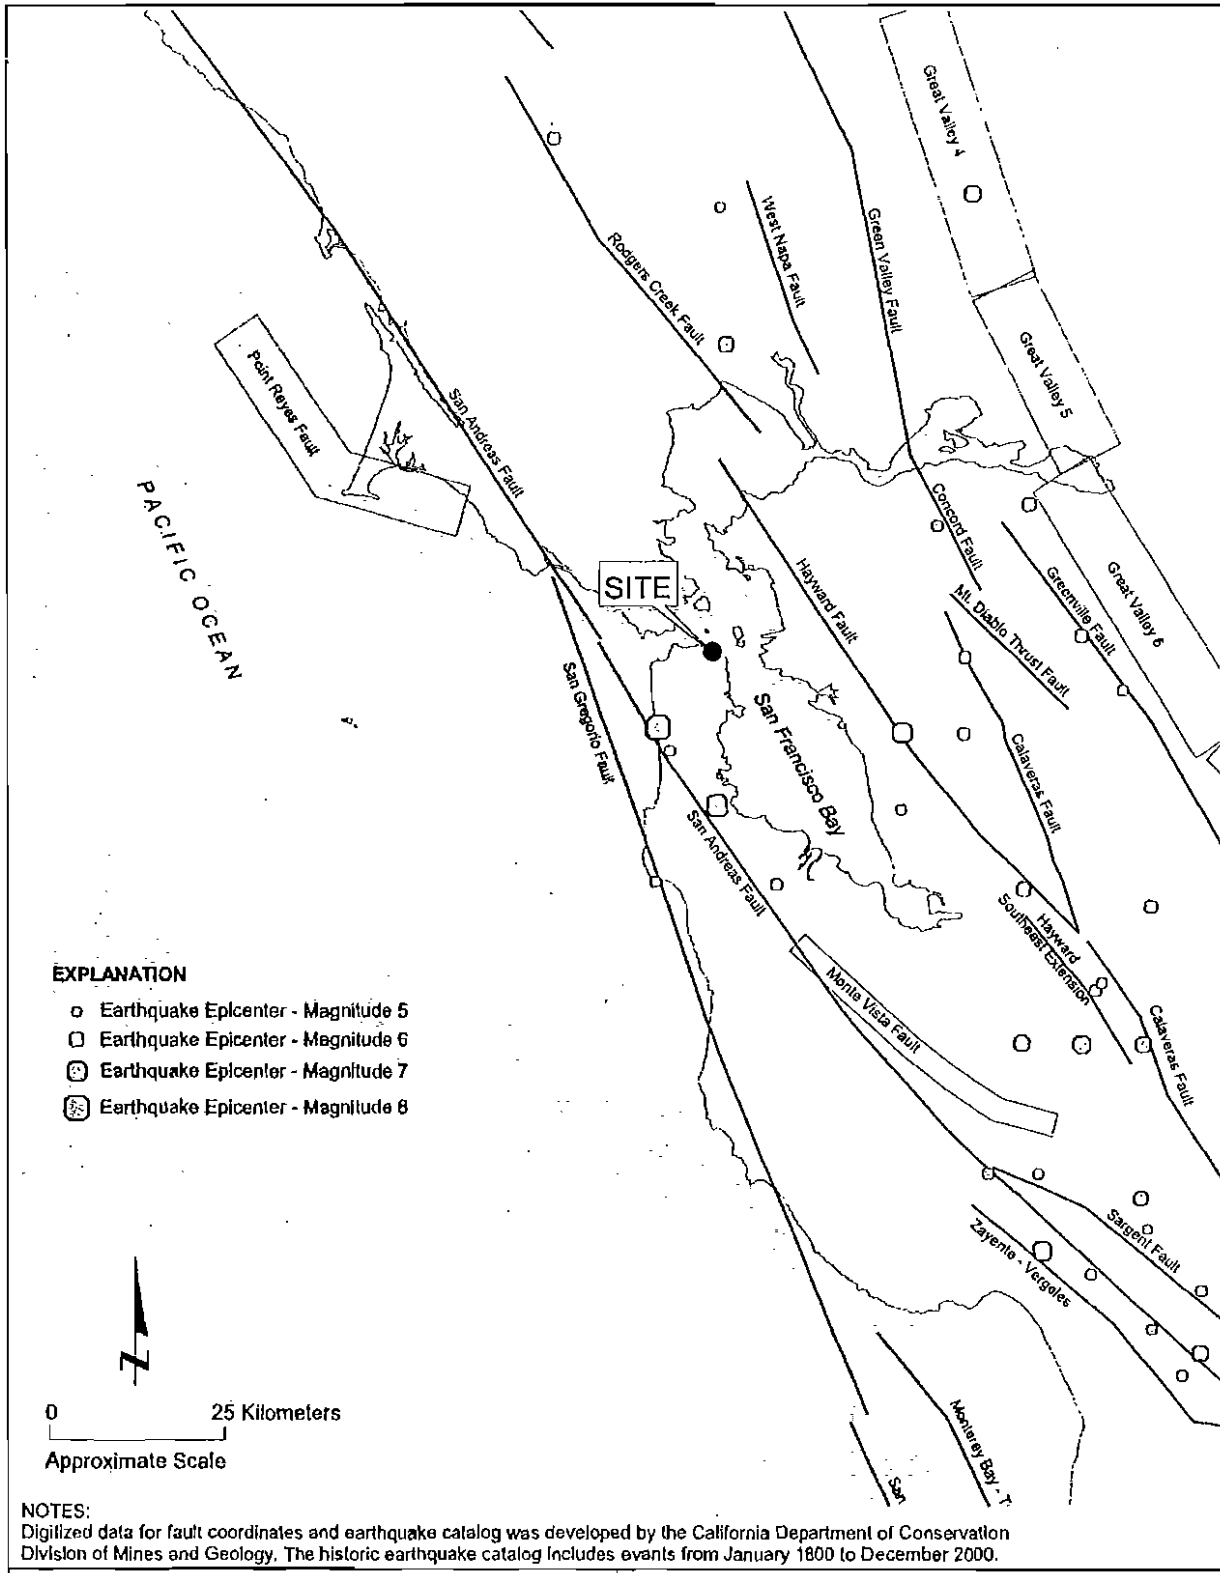 Great Valley 4
West Napa Fault
Green Valley Fault
Rodgers Creek Fault
Great Valley 5
Point Reyes Fault
San Andreas Fault
PACIFIC OCEAN
Concord Fault
SITE
Hayward Fault
Greenville Fault
Great Valley 6
Mt. Diablo Thrust Fault
San Gregorio Fault
San Francisco Bay
Calaveras Fault
San Andreas Fault
Hayward
Southeast Extension
Monte Vista Fault
Calaveras Fault
EXPLANATION
Earthquake Epicenter - Magnitude 5
Earthquake Epicenter - Magnitude 6
Earthquake Epicenter - Magnitude 7
Earthquake Epicenter - Magnitude 8
Sargent Fault
Zayente - Vergoles
N
0 25 Kilometers
Approximate Scale
Monterey Bay - T
San
NOTES:
Digitized data for fault coordinates and earthquake catalog was developed by the California Department of Conservation
Division of Mines and Geology. The historic earthquake catalog includes events from January 1800 to December 2000.